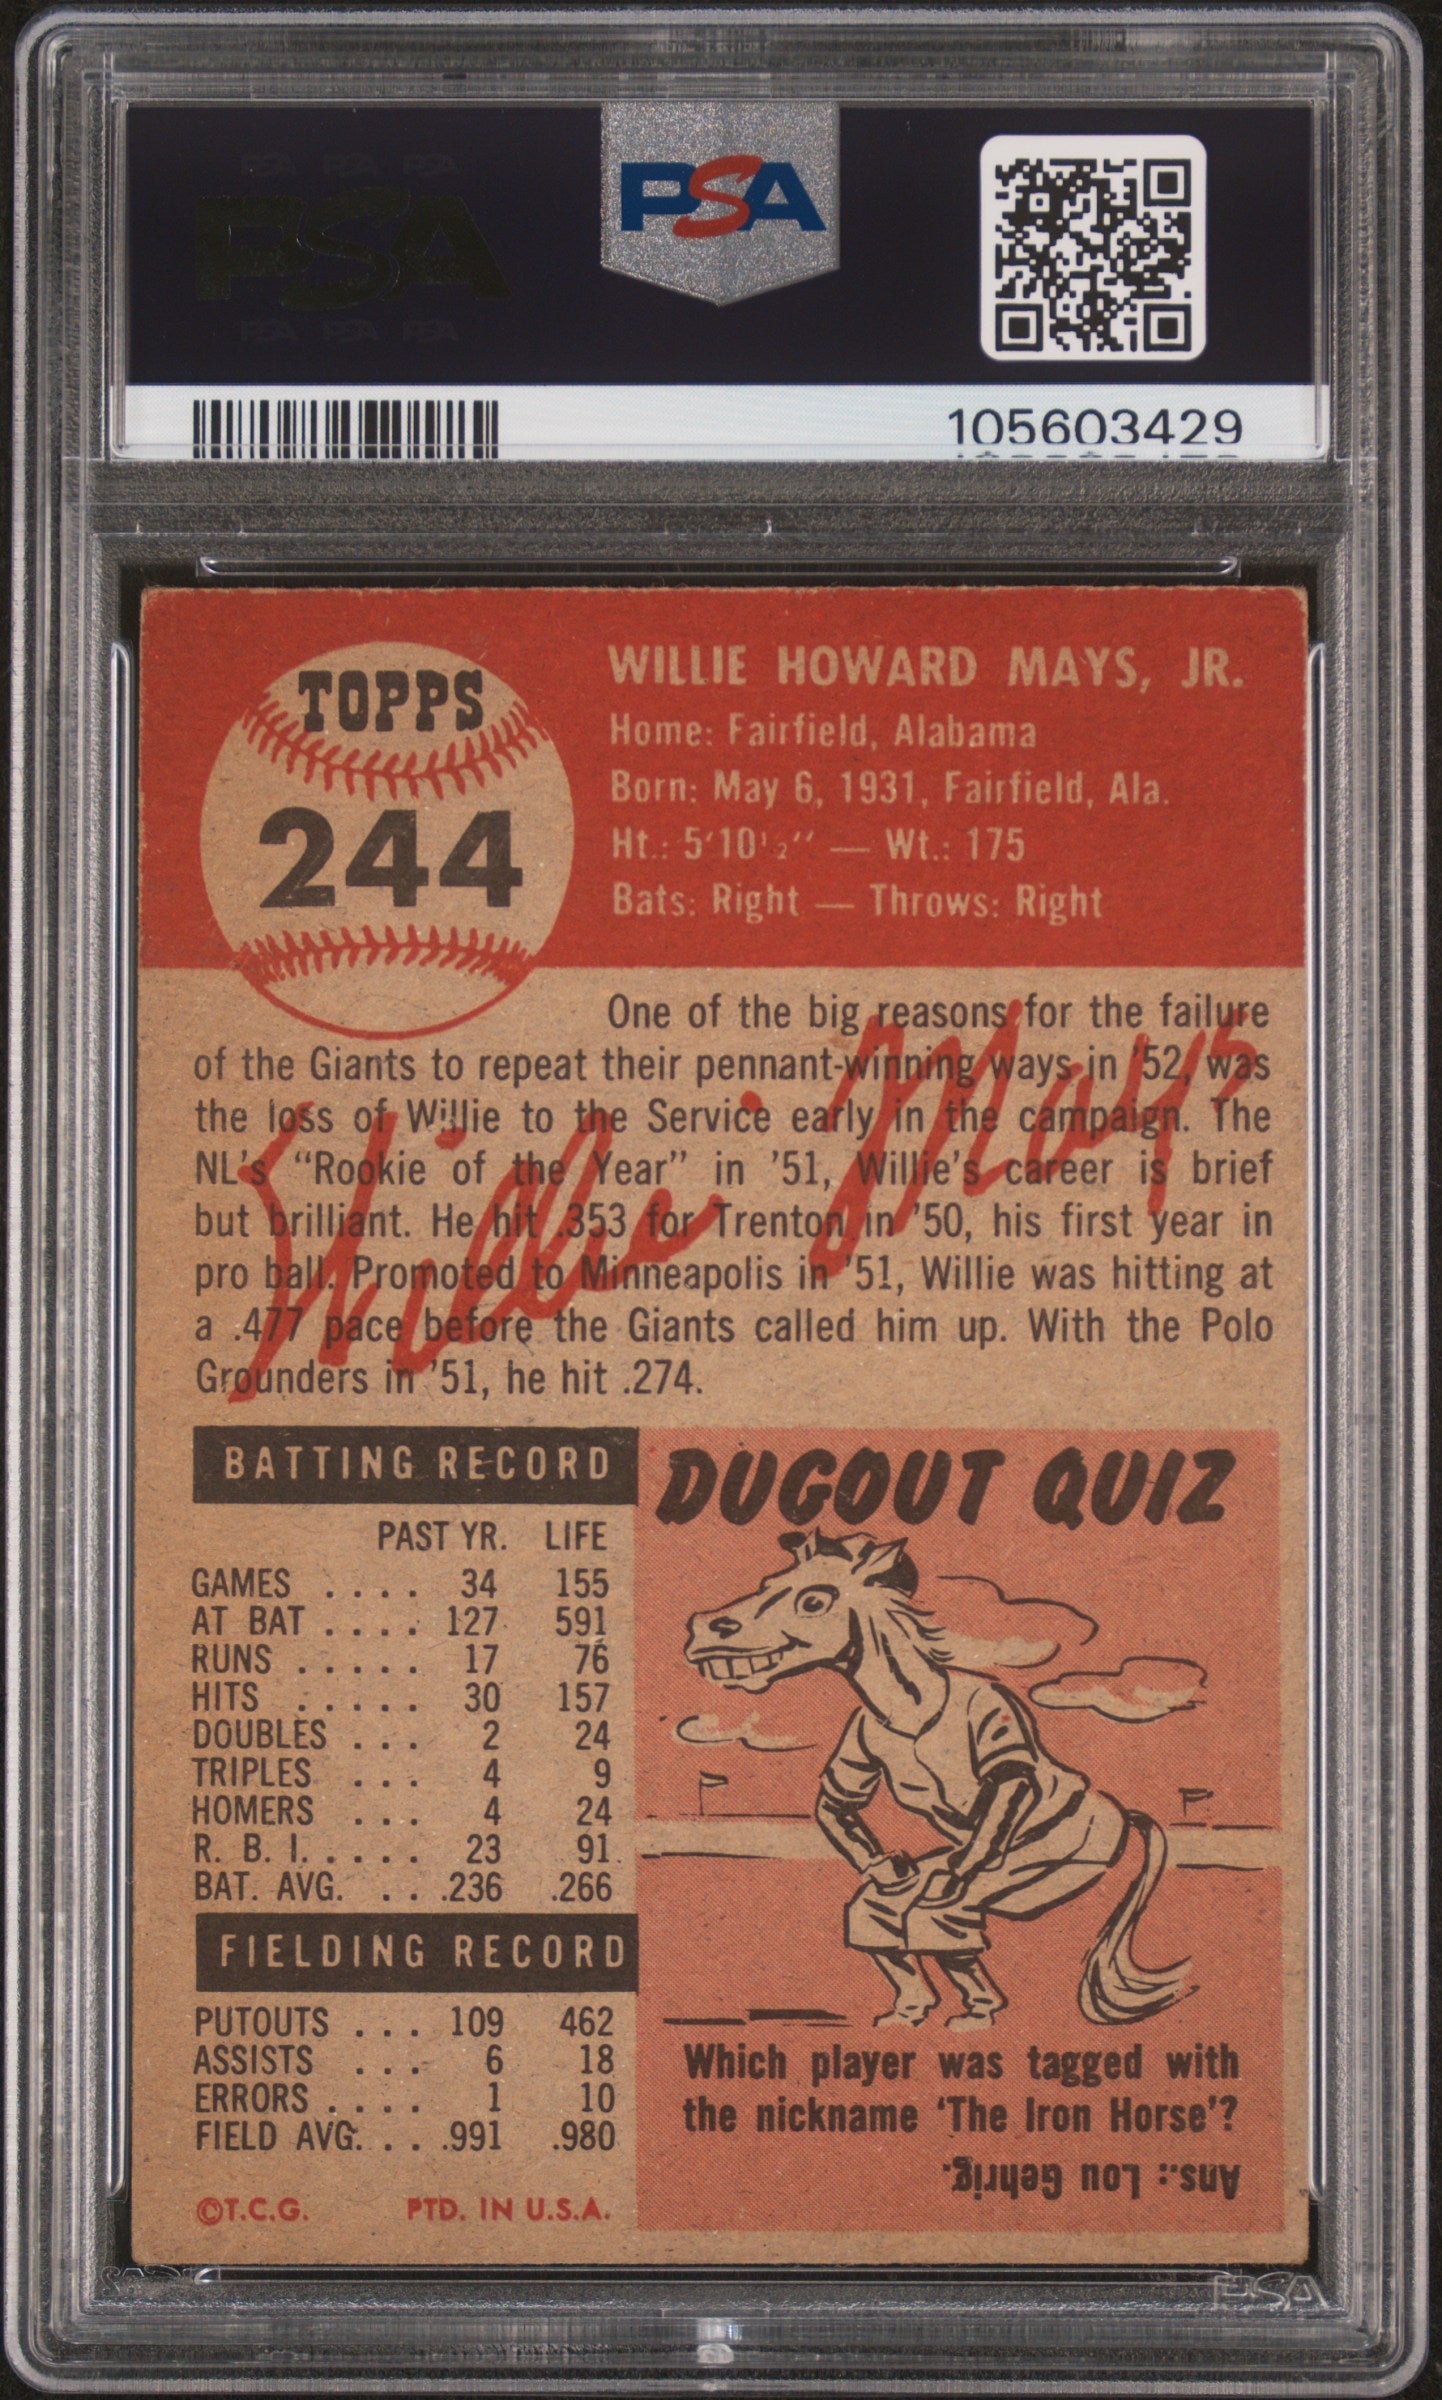 PSA PSA PSA
PSA
PSA PSA PSA
PSA
105603429
TOPPS
244
WILLIE HOWARD MAYS, JR.
Home: Fairfield, Alabama
Born: May 6, 1931, Fairfield, Ala.
Ht.: 5'10½" — Wt.: 175
Bats: Right — Throws: Right
One of the big reasons for the failure
of the Giants to repeat their pennant-winning ways in '52, was
the loss of Willie to the Service early in the campaign. The
NL's "Rookie of the Year" in '51, Willie's career is brief
but brilliant. He hit .353 for Trenton in '50, his first year in
pro ball. Promoted to Minneapolis in '51, Willie was hitting at
a .477 pace before the Giants called him up. With the Polo
Grounders in '51, he hit .274.
Willie Mays
BATTING RECORD
PAST YR. LIFE
GAMES . . . . 34 155
AT BAT . . . . 127 591
RUNS . . . . . 17 76
HITS . . . . . 30 157
DOUBLES . . . 2 24
TRIPLES . . . 4 9
HOMERS . . . 4 24
R. B. I. . . . . . 23 91
BAT. AVG. . . . .236 .266
FIELDING RECORD
PUTOUTS . . . 109 462
ASSISTS . . . 6 18
ERRORS . . . . 1 10
FIELD AVG. . . . .991 .980
©T.C.G. PTD. IN U.S.A.
DUGOUT QUIZ
Which player was tagged with
the nickname 'The Iron Horse'?
Ans.: Lou Gehrig.
PSA